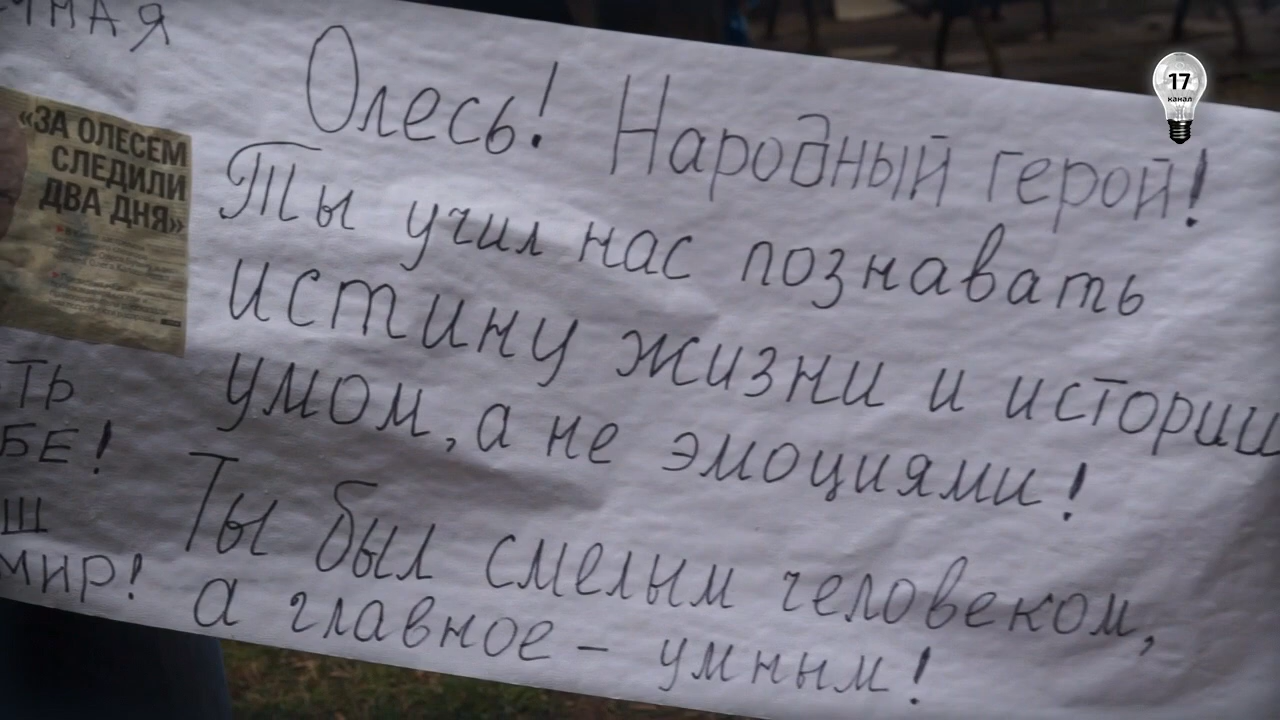 Олесь! Народный герой!
Ты учил нас познавать
истину жизни и истории
умом, а не эмоциями!
Ты был смелым человеком,
а главное – умным!
«ЗА ОЛЕСЕМ
СЛЕДИЛИ
ДВА ДНЯ»
ТЬ
БЕ!
Ш
МИР!
17
канал